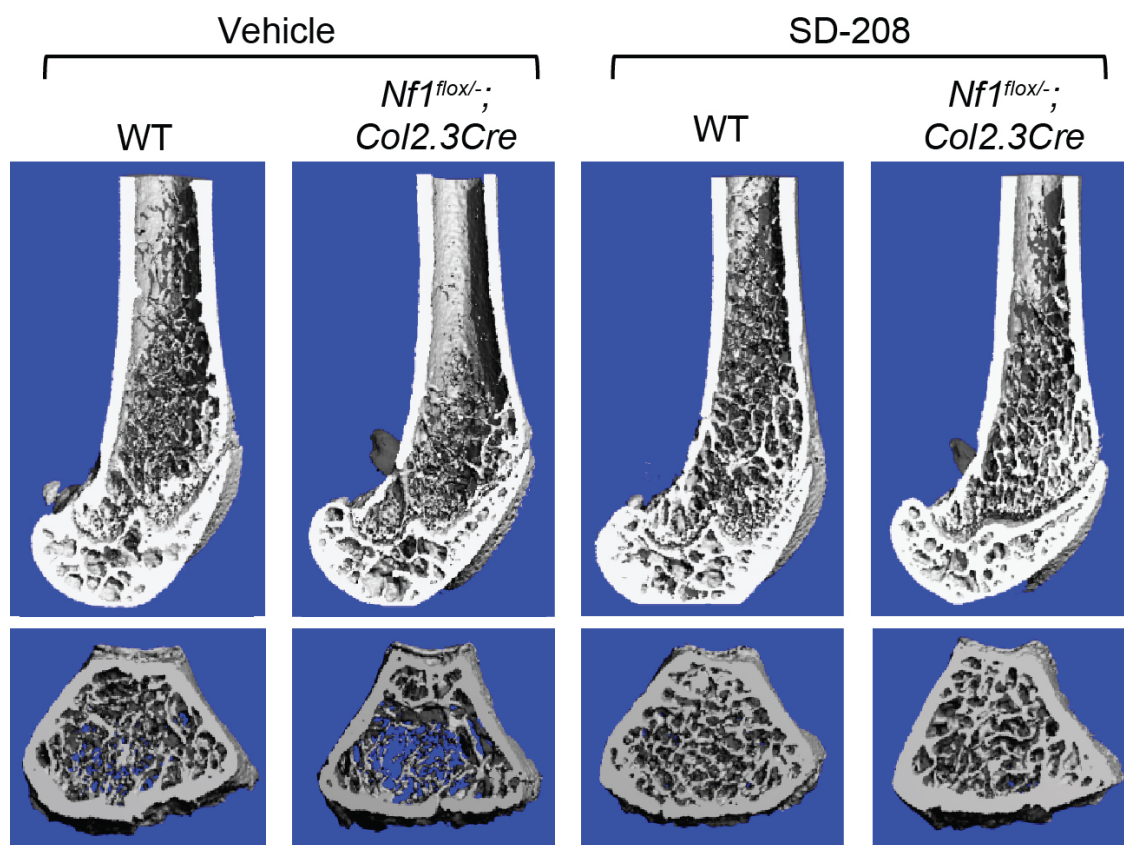 Vehicle
SD-208
WT
Nf1flox/-;
Col2.3Cre
WT
Nf1flox/-;
Col2.3Cre